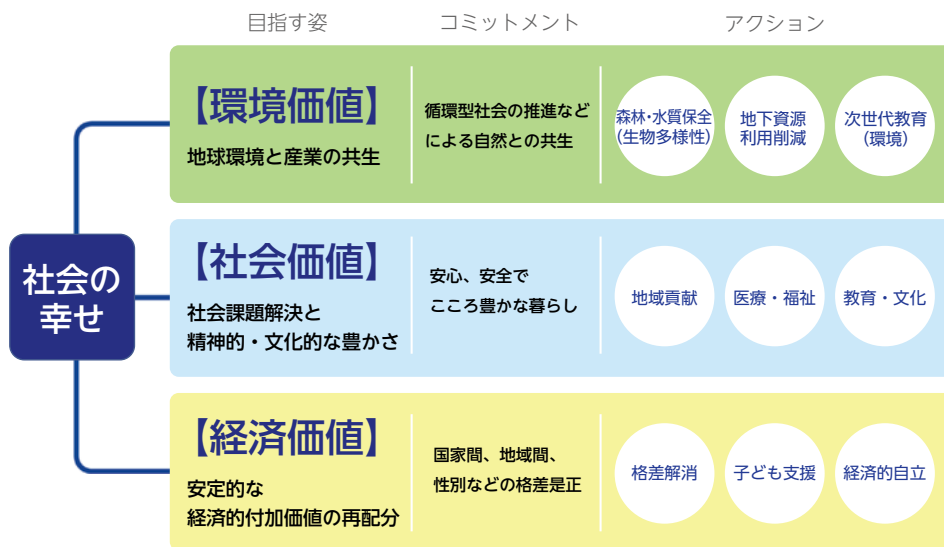 目指す姿
コミットメント
アクション
社会の
幸せ
【環境価値】
地球環境と産業の共生
循環型社会の推進など
による自然との共生
森林・水質保全
(生物多様性)
地下資源
利用削減
次世代教育
(環境)
【社会価値】
社会課題解決と
精神的・文化的な豊かさ
安心、安全で
こころ豊かな暮らし
地域貢献
医療・福祉
教育・文化
【経済価値】
安定的な
経済的付加価値の再配分
国家間、地域間、
性別などの格差是正
格差解消
子ども支援
経済的自立